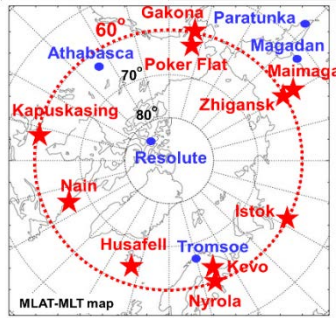 Gakona
Paratunka
60°
Athabasca
Magadan
Poker Flat
70°
Maimaga
Kapuskasing
80°
Zhigansk
Resolute
Nain
Istok
Husafell
Tromsoe
Kevo
MLAT-MLT map
Nyrola